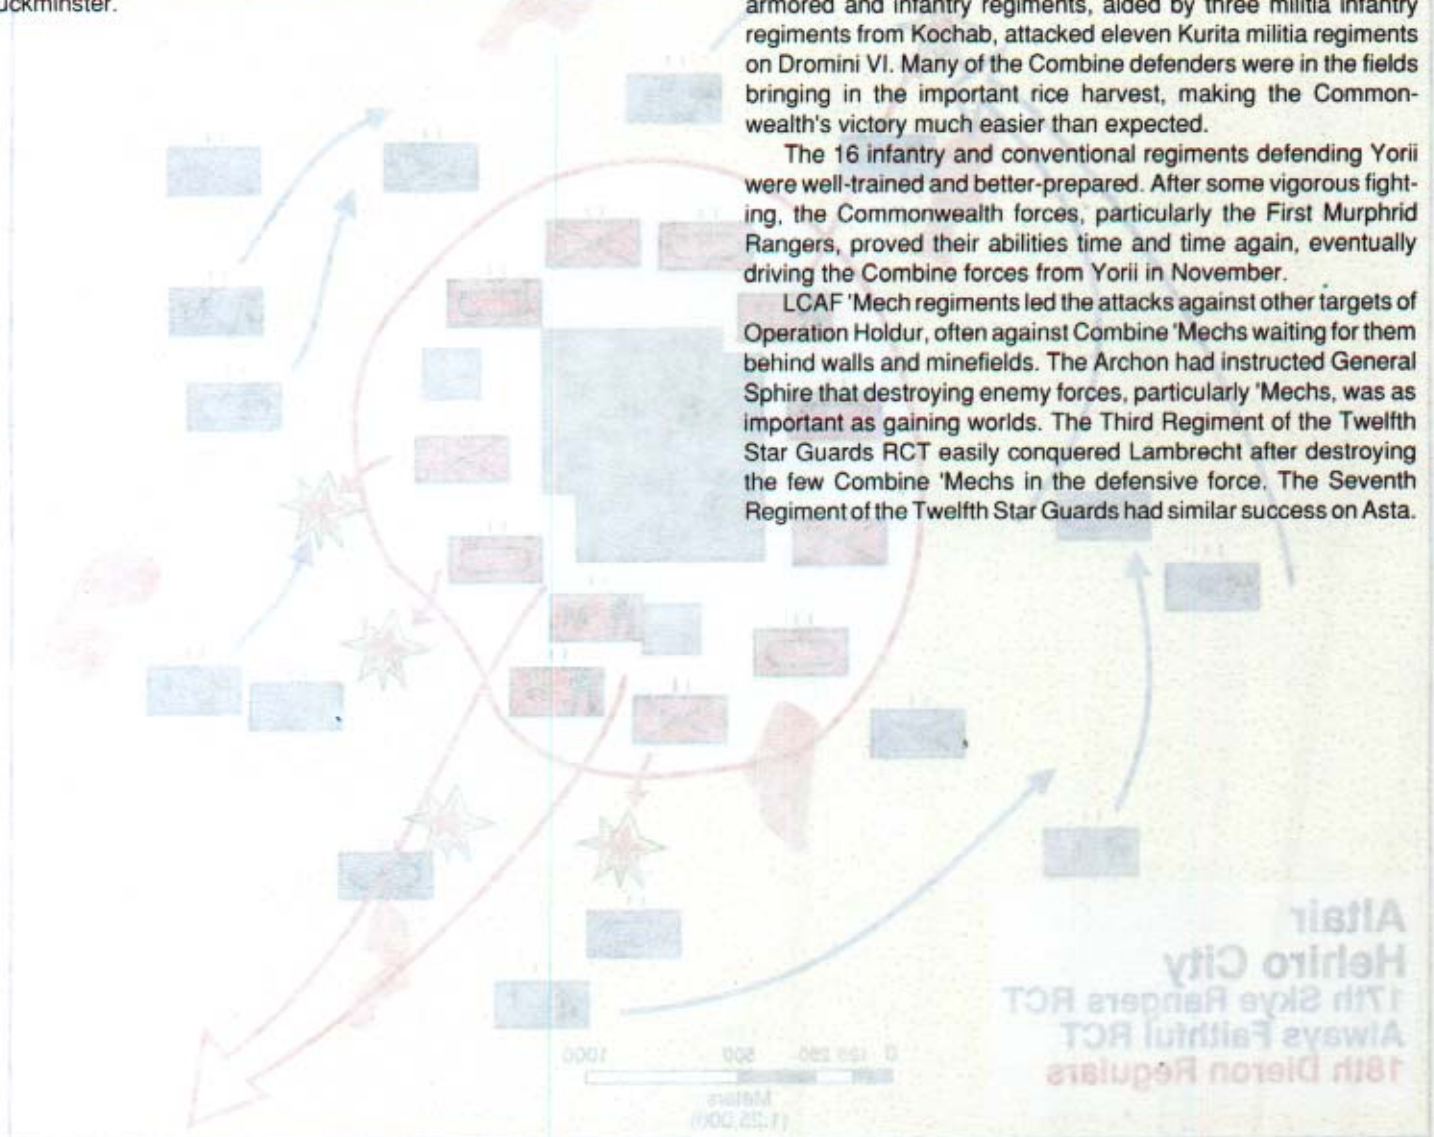 uckminster.
armored and infantry regiments, aided by three militia infantry
regiments from Kochab, attacked eleven Kurita militia regiments
on Dromini VI. Many of the Combine defenders were in the fields
bringing in the important rice harvest, making the Common-
wealth's victory much easier than expected.
The 16 infantry and conventional regiments defending Yorii
were well-trained and better-prepared. After some vigorous fight-
ing, the Commonwealth forces, particularly the First Murphrid
Rangers, proved their abilities time and time again, eventually
driving the Combine forces from Yorii in November.
LCAF 'Mech regiments led the attacks against other targets of
Operation Holdur, often against Combine 'Mechs waiting for them
behind walls and minefields. The Archon had instructed General
Sphire that destroying enemy forces, particularly 'Mechs, was as
important as gaining worlds. The Third Regiment of the Twelfth
Star Guards RCT easily conquered Lambrecht after destroying
the few Combine 'Mechs in the defensive force. The Seventh
Regiment of the Twelfth Star Guards had similar success on Asta.
Altair
Hehiro City
17th Skye Rangers RCT
Always Faithful RCT
18th Dieron Regulars
0 125 250 500 1000
Meters
(1:25,000)